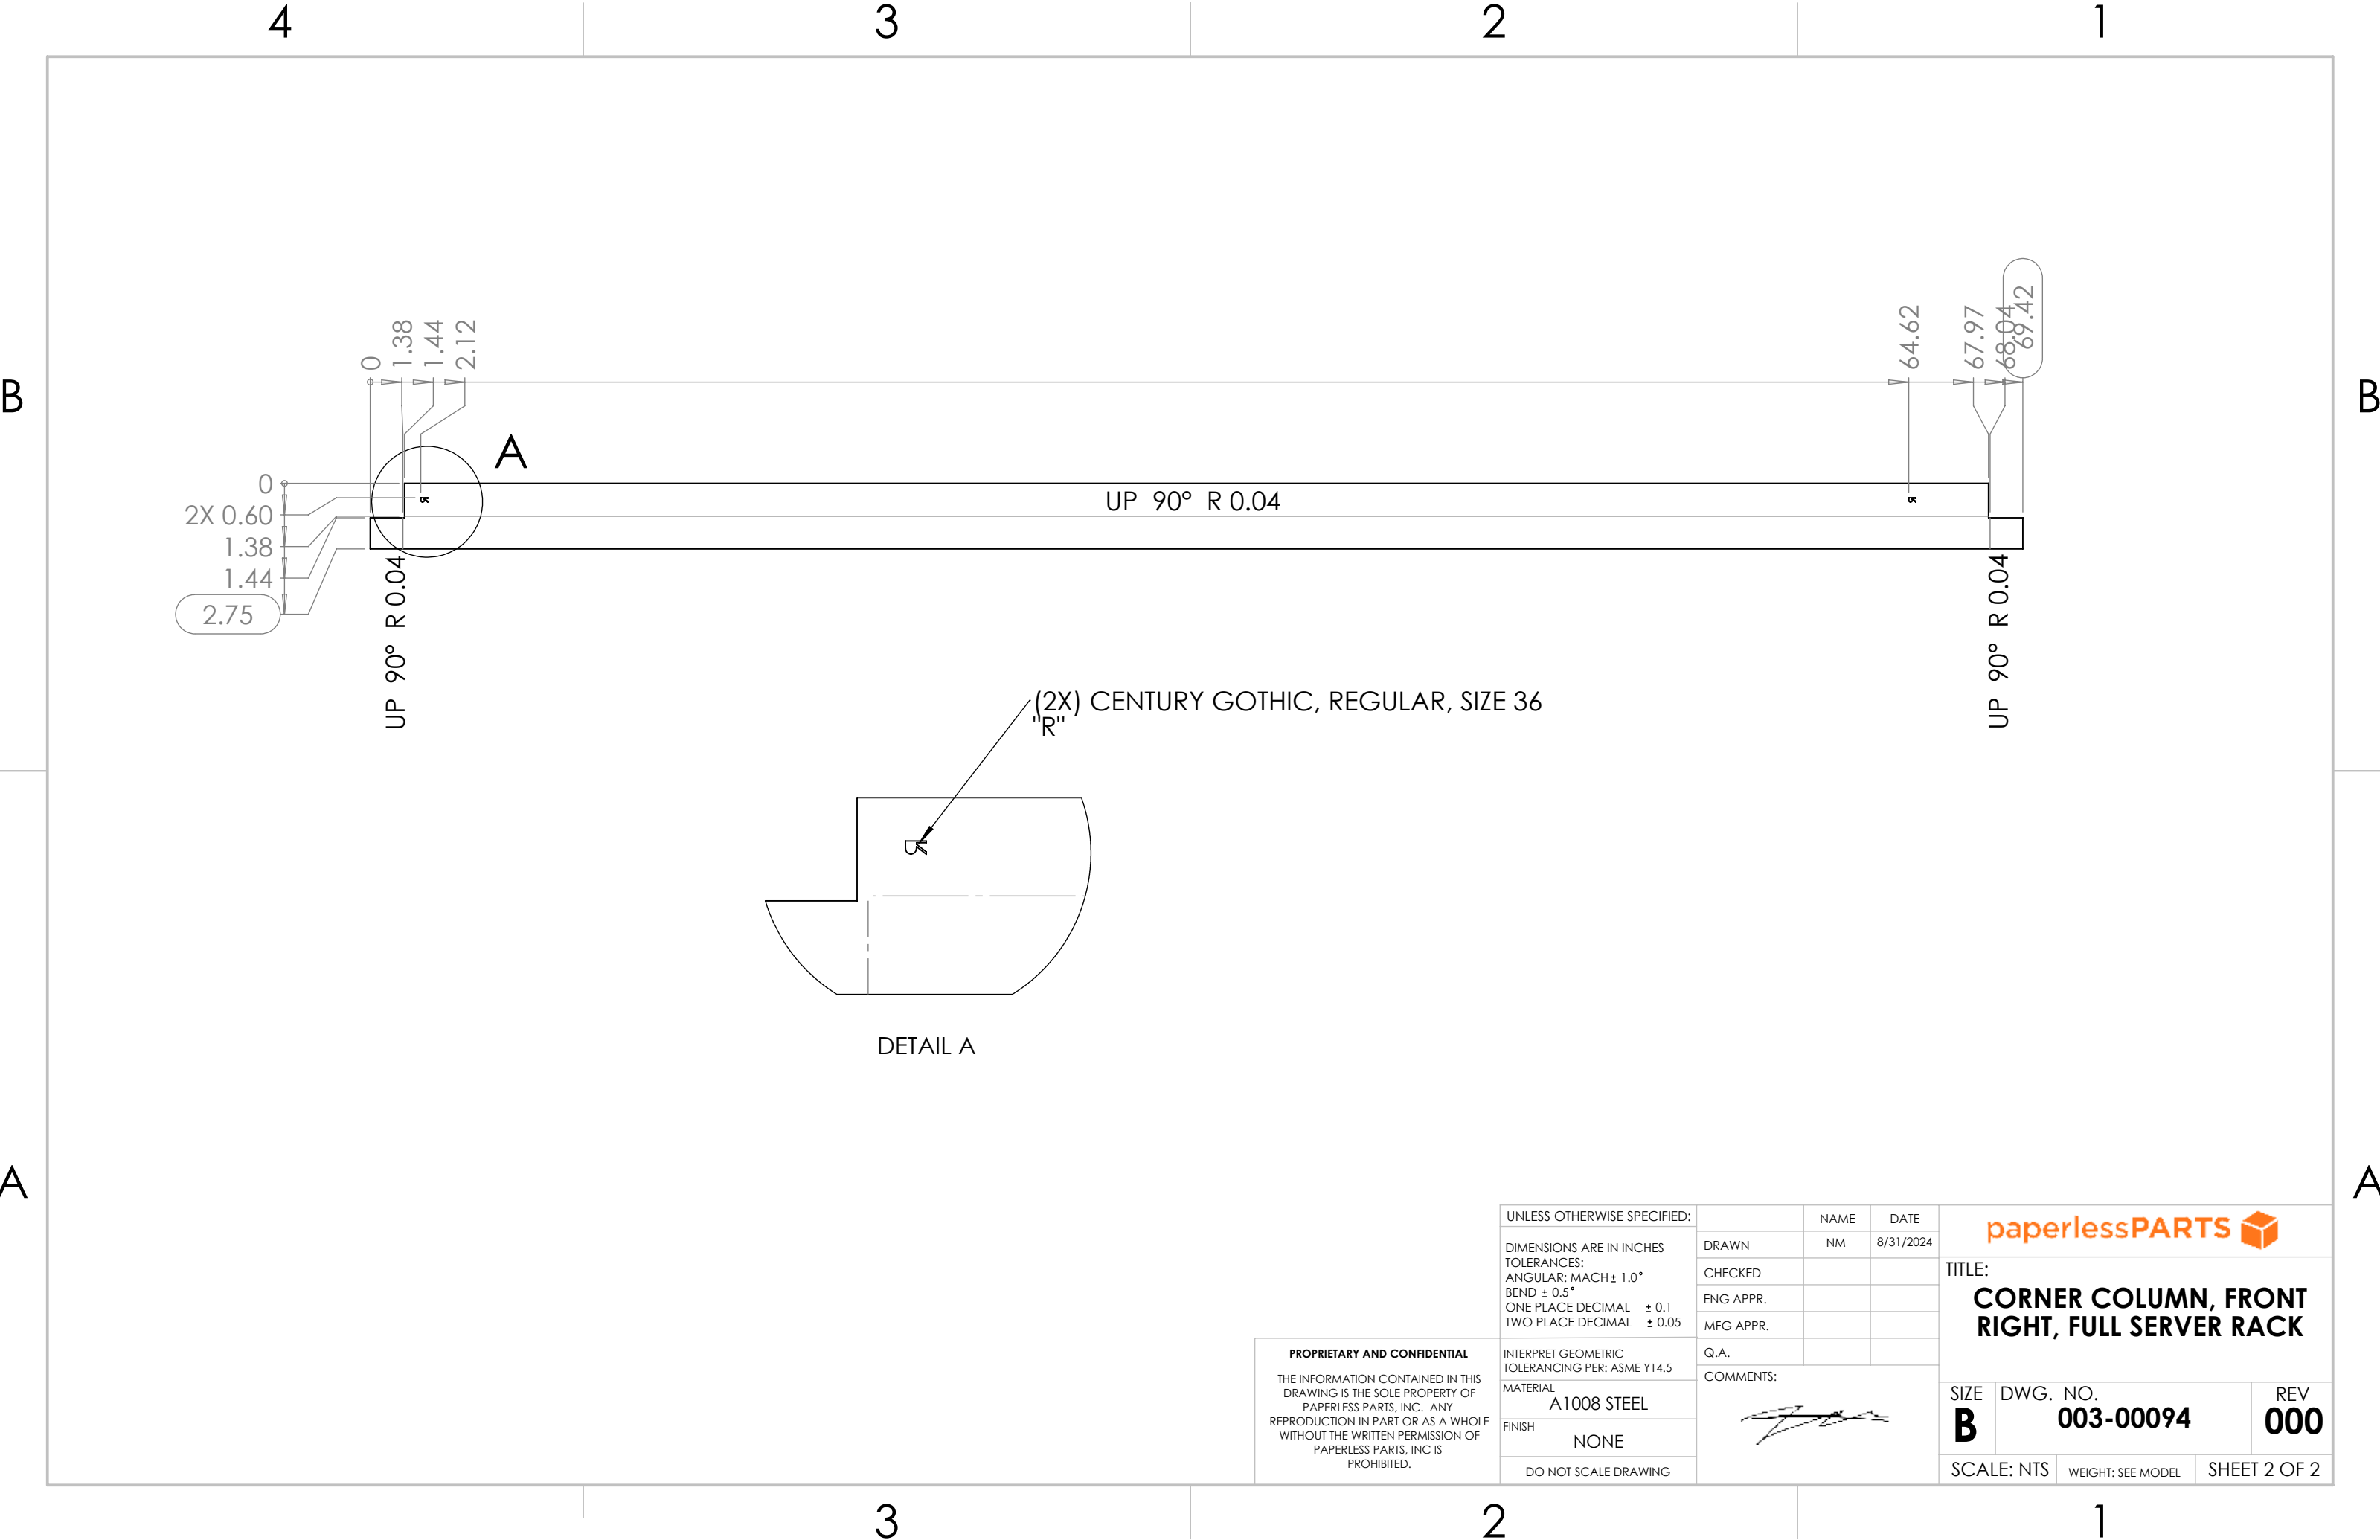 4 3 2 1
B B
0 1.38 1.44 2.12 64.62 67.97 68.04 69.42
A
0
2X 0.60
1.38
1.44
2.75
UP 90° R 0.04
UP 90° R 0.04
UP 90° R 0.04
(2X) CENTURY GOTHIC, REGULAR, SIZE 36
"R"
R
DETAIL A
A A
UNLESS OTHERWISE SPECIFIED:
DIMENSIONS ARE IN INCHES
TOLERANCES:
ANGULAR: MACH ± 1.0°
BEND ± 0.5°
ONE PLACE DECIMAL ± 0.1
TWO PLACE DECIMAL ± 0.05
INTERPRET GEOMETRIC
TOLERANCING PER: ASME Y14.5
MATERIAL
A1008 STEEL
FINISH
NONE
DO NOT SCALE DRAWING
PROPRIETARY AND CONFIDENTIAL
THE INFORMATION CONTAINED IN THIS
DRAWING IS THE SOLE PROPERTY OF
PAPERLESS PARTS, INC. ANY
REPRODUCTION IN PART OR AS A WHOLE
WITHOUT THE WRITTEN PERMISSION OF
PAPERLESS PARTS, INC IS
PROHIBITED.
NAME DATE
DRAWN NM 8/31/2024
CHECKED
ENG APPR.
MFG APPR.
Q.A.
COMMENTS:
paperlessPARTS
TITLE:
CORNER COLUMN, FRONT
RIGHT, FULL SERVER RACK
SIZE DWG. NO. REV
B 003-00094 000
SCALE: NTS WEIGHT: SEE MODEL SHEET 2 OF 2
3 2 1